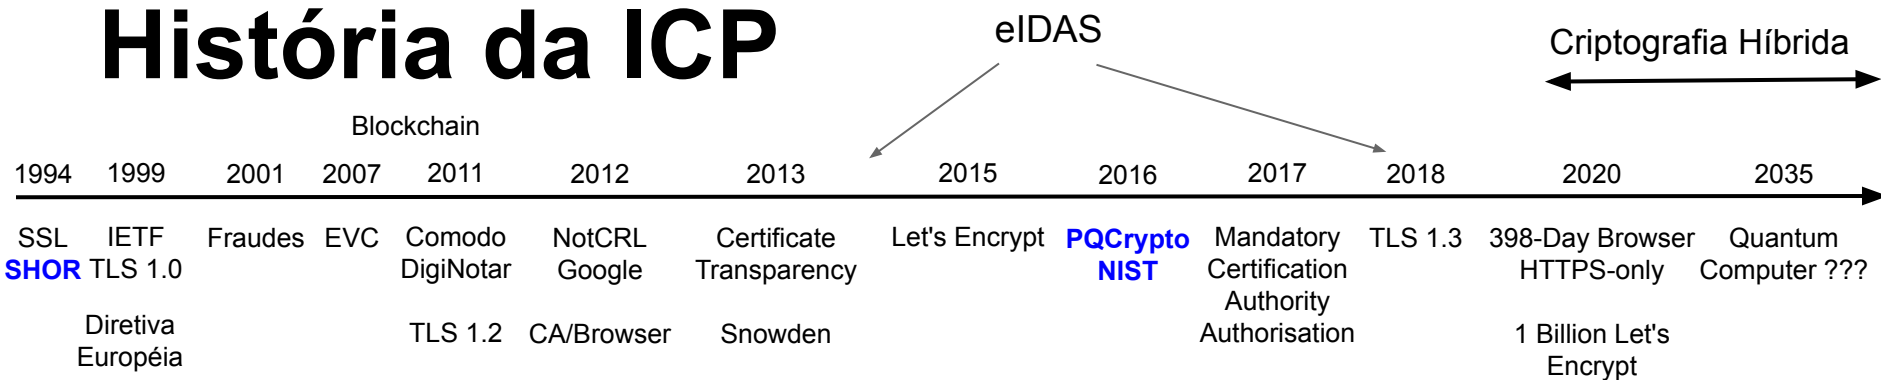 História da ICP
eIDAS
Criptografia Híbrida
Blockchain
1994 1999 2001 2007 2011 2012 2013 2015 2016 2017 2018 2020 2035
SSL
SHOR
IETF
TLS 1.0
Diretiva
Européia
Fraudes
EVC
Comodo
DigiNotar
TLS 1.2
NotCRL
Google
CA/Browser
Certificate
Transparency
Snowden
Let's Encrypt
PQCrypto
NIST
Mandatory
Certification
Authority
Authorisation
TLS 1.3
398-Day Browser
HTTPS-only
1 Billion Let's
Encrypt
Quantum
Computer ???